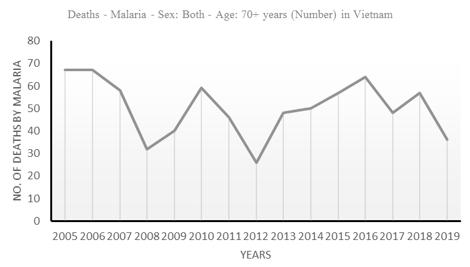 Deaths - Malaria - Sex: Both - Age: 70+ years (Number) in Vietnam
80
70
60
50
40
30
20
10
0
NO. OF DEATHS BY MALARIA
2005 2006 2007 2008 2009 2010 2011 2012 2013 2014 2015 2016 2017 2018 2019
YEARS